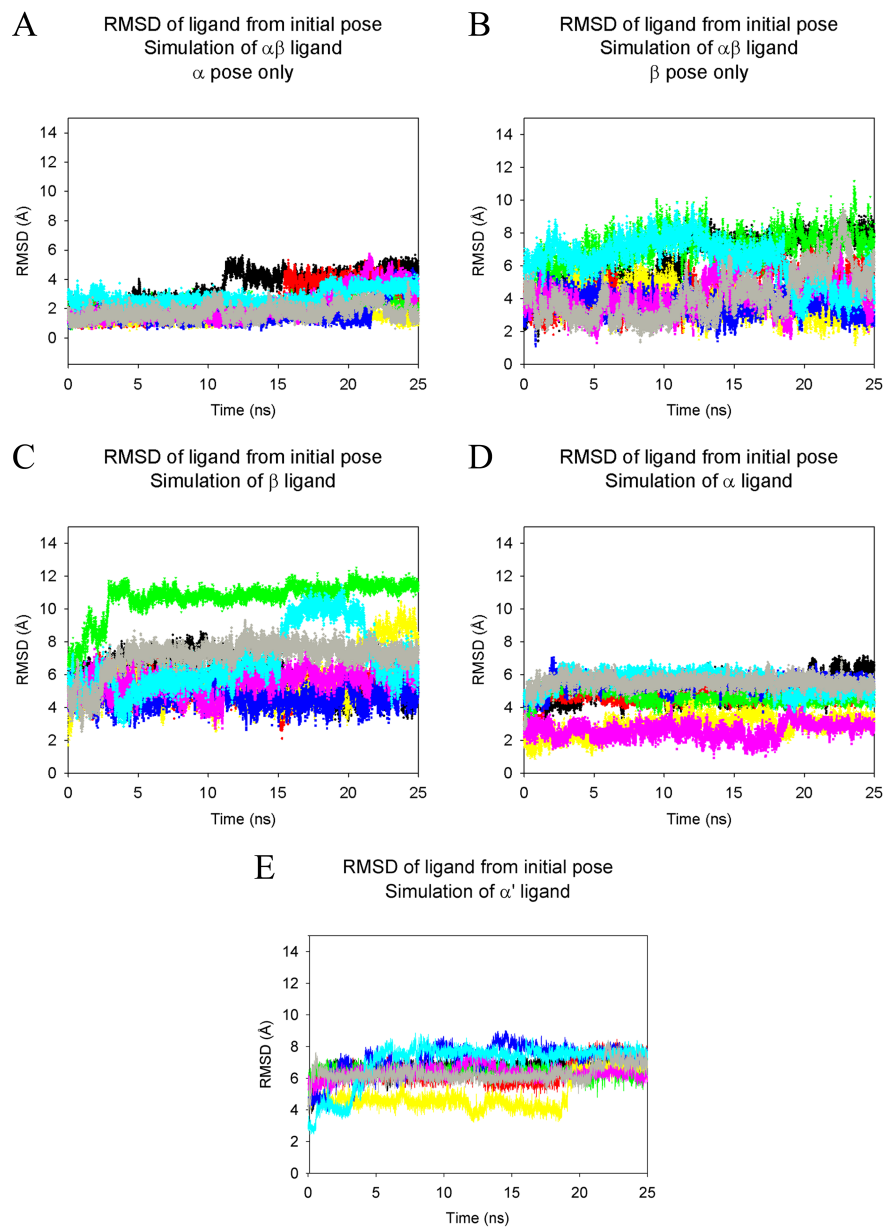 A
RMSD of ligand from initial pose
Simulation of αβ ligand
α pose only
14
12
10
8
6
4
2
0
RMSD (Å)
0 5 10 15 20 25
Time (ns)
B
RMSD of ligand from initial pose
Simulation of αβ ligand
β pose only
14
12
10
8
6
4
2
0
RMSD (Å)
0 5 10 15 20 25
Time (ns)
C
RMSD of ligand from initial pose
Simulation of β ligand
14
12
10
8
6
4
2
0
RMSD (Å)
0 5 10 15 20 25
Time (ns)
D
RMSD of ligand from initial pose
Simulation of α ligand
14
12
10
8
6
4
2
0
RMSD (Å)
0 5 10 15 20 25
Time (ns)
E
RMSD of ligand from initial pose
Simulation of α' ligand
14
12
10
8
6
4
2
0
RMSD (Å)
0 5 10 15 20 25
Time (ns)